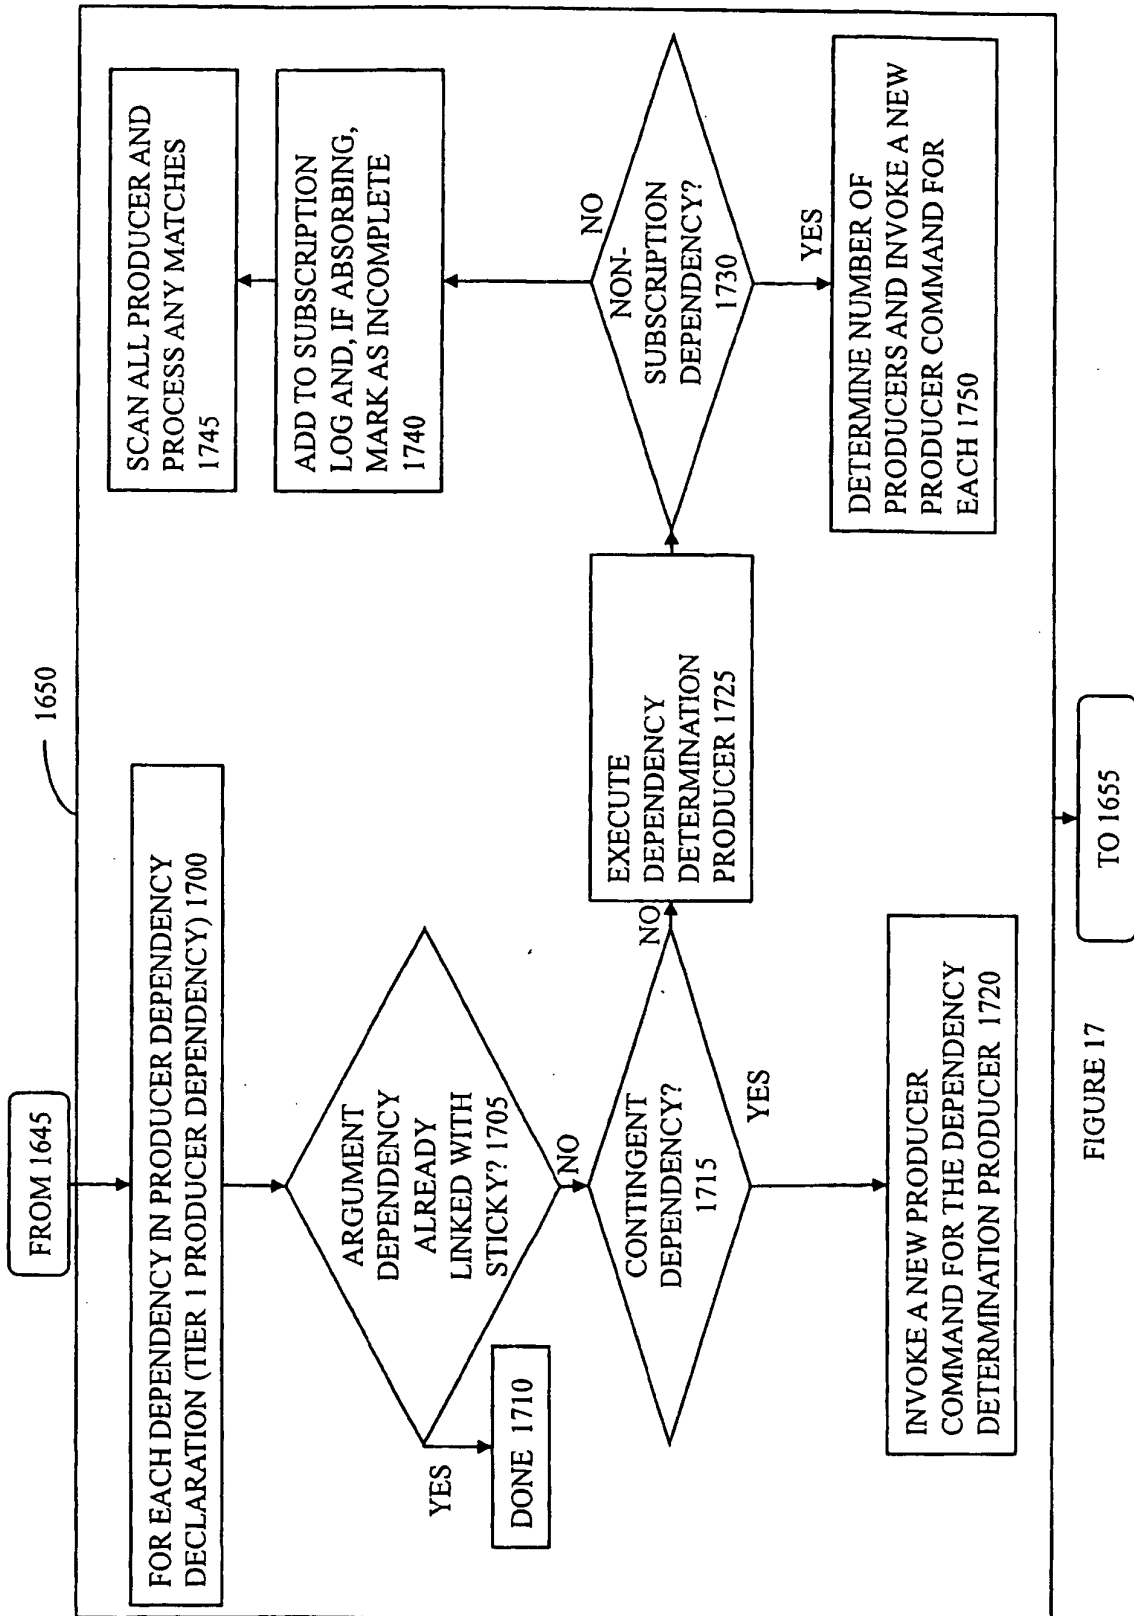 FROM 1645
1650
FOR EACH DEPENDENCY IN PRODUCER DEPENDENCY
DECLARATION (TIER 1 PRODUCER DEPENDENCY) 1700
ARGUMENT
DEPENDENCY
ALREADY
LINKED WITH
STICKY? 1705
YES
DONE 1710
NO
CONTINGENT
DEPENDENCY?
1715
YES
INVOKE A NEW PRODUCER
COMMAND FOR THE DEPENDENCY
DETERMINATION PRODUCER 1720
NO
EXECUTE
DEPENDENCY
DETERMINATION
PRODUCER 1725
NON-
SUBSCRIPTION
DEPENDENCY?
1730
NO
ADD TO SUBSCRIPTION
LOG AND, IF ABSORBING,
MARK AS INCOMPLETE
1740
SCAN ALL PRODUCER AND
PROCESS ANY MATCHES
1745
YES
DETERMINE NUMBER OF
PRODUCERS AND INVOKE A NEW
PRODUCER COMMAND FOR
EACH 1750
TO 1655
FIGURE 17